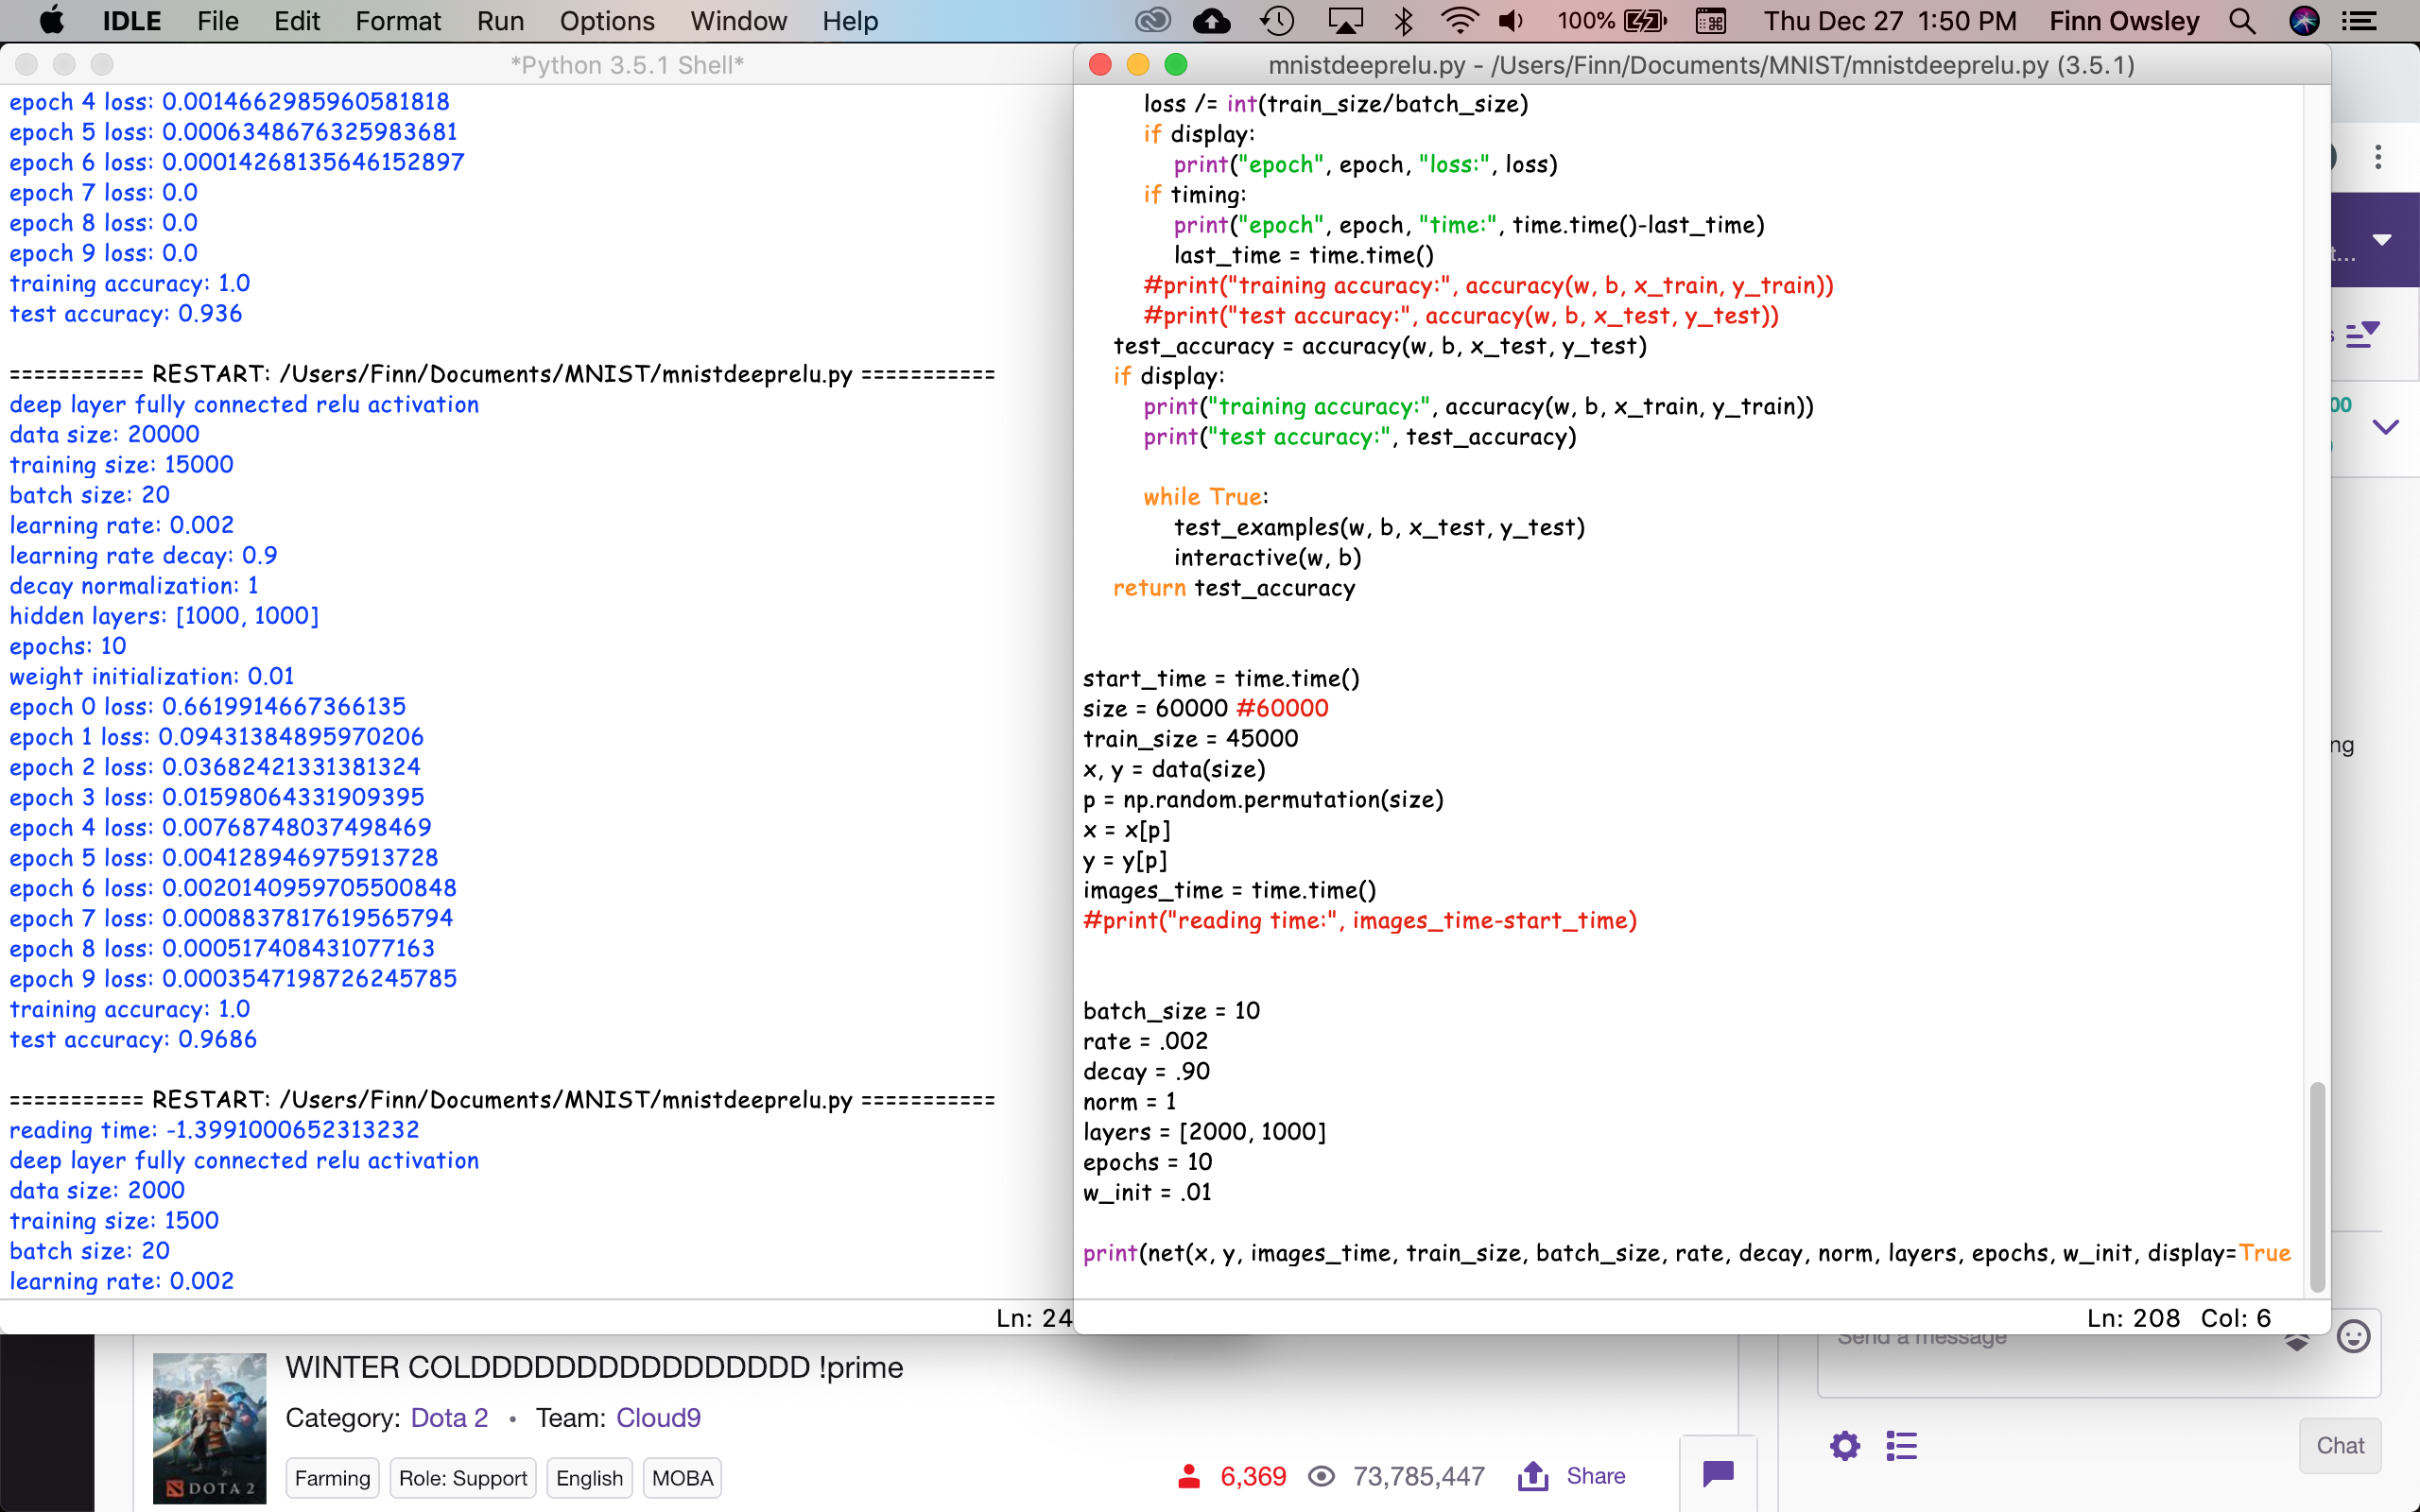 IDLE File Edit Format Run Options Window Help 100% Thu Dec 27 1:50 PM Finn Owsley
*Python 3.5.1 Shell*
epoch 4 loss: 0.0014662985960581818
epoch 5 loss: 0.0006348676325983681
epoch 6 loss: 0.00014268135646152897
epoch 7 loss: 0.0
epoch 8 loss: 0.0
epoch 9 loss: 0.0
training accuracy: 1.0
test accuracy: 0.936
=========== RESTART: /Users/Finn/Documents/MNIST/mnistdeeprelu.py ===========
deep layer fully connected relu activation
data size: 20000
training size: 15000
batch size: 20
learning rate: 0.002
learning rate decay: 0.9
decay normalization: 1
hidden layers: [1000, 1000]
epochs: 10
weight initialization: 0.01
epoch 0 loss: 0.6619914667366135
epoch 1 loss: 0.09431384895970206
epoch 2 loss: 0.03682421331381324
epoch 3 loss: 0.01598064331909395
epoch 4 loss: 0.00768748037498469
epoch 5 loss: 0.004128946975913728
epoch 6 loss: 0.0020140959705500848
epoch 7 loss: 0.0008837817619565794
epoch 8 loss: 0.000517408431077163
epoch 9 loss: 0.0003547198726245785
training accuracy: 1.0
test accuracy: 0.9686
=========== RESTART: /Users/Finn/Documents/MNIST/mnistdeeprelu.py ===========
reading time: -1.3991000652313232
deep layer fully connected relu activation
data size: 2000
training size: 1500
batch size: 20
learning rate: 0.002
Ln: 24
mnistdeeprelu.py - /Users/Finn/Documents/MNIST/mnistdeeprelu.py (3.5.1)
loss /= int(train_size/batch_size)
if display:
print("epoch", epoch, "loss:", loss)
if timing:
print("epoch", epoch, "time:", time.time()-last_time)
last_time = time.time()
#print("training accuracy:", accuracy(w, b, x_train, y_train))
#print("test accuracy:", accuracy(w, b, x_test, y_test))
test_accuracy = accuracy(w, b, x_test, y_test)
if display:
print("training accuracy:", accuracy(w, b, x_train, y_train))
print("test accuracy:", test_accuracy)
while True:
test_examples(w, b, x_test, y_test)
interactive(w, b)
return test_accuracy
start_time = time.time()
size = 60000 #60000
train_size = 45000
x, y = data(size)
p = np.random.permutation(size)
x = x[p]
y = y[p]
images_time = time.time()
#print("reading time:", images_time-start_time)
batch_size = 10
rate = .002
decay = .90
norm = 1
layers = [2000, 1000]
epochs = 10
w_init = .01
print(net(x, y, images_time, train_size, batch_size, rate, decay, norm, layers, epochs, w_init, display=True
Ln: 208 Col: 6
t...
00
ng
WINTER COLDDDDDDDDDDDDDDDDD !prime
Category: Dota 2 • Team: Cloud9
Farming Role: Support English MOBA
DOTA 2
6,369 73,785,447 Share
Send a message
Chat